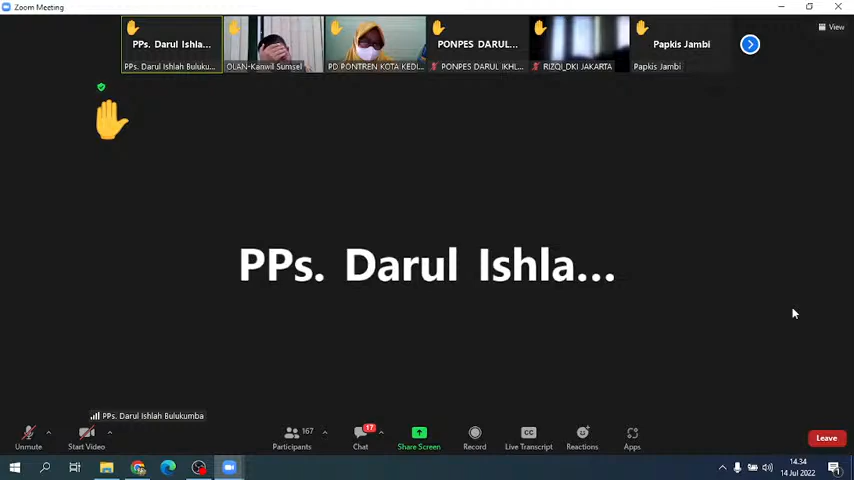 Zoom Meeting
PPs. Darul Ishla...
PONPES DARUL...
Papkis Jambi
View
PPs. Darul Ishlah Buluku...
OLAN-Kanwil Sumsel
PD PONTREN KOTA KEDI...
PONPES DARUL IKHL...
RIZQI_DKI JAKARTA
Papkis Jambi
PPs. Darul Ishla...
PPs. Darul Ishlah Bulukumba
167
17
CC
Unmute
Start Video
Participants
Chat
Share Screen
Record
Live Transcript
Reactions
Apps
Leave
14.34
14 Jul 2022
1